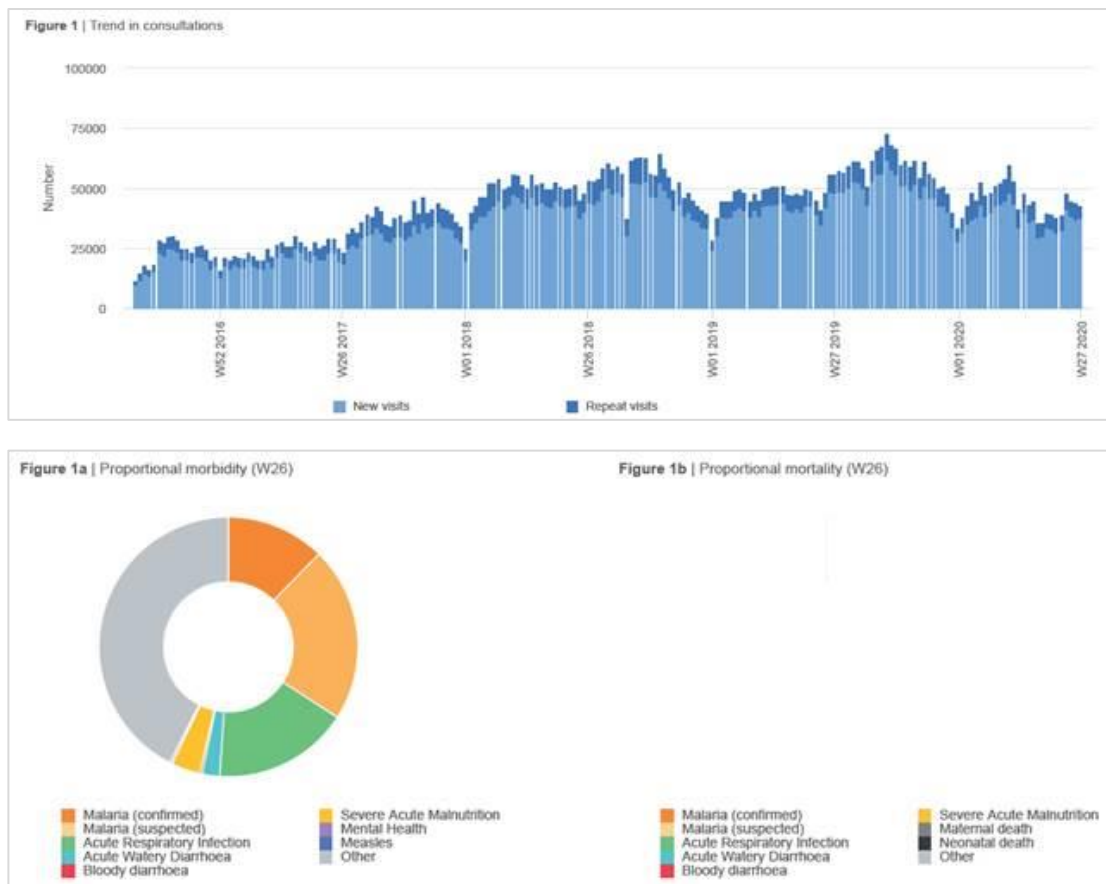 Figure 1 | Trend in consultations
100000
75000
50000
25000
0
Number
W52 2016
W26 2017
W01 2018
W26 2018
W01 2019
W27 2019
W01 2020
W27 2020
New visits
Repeat visits
Figure 1a | Proportional morbidity (W26)
Malaria (confirmed)
Malaria (suspected)
Acute Respiratory Infection
Acute Watery Diarrhoea
Bloody diarrhoea
Severe Acute Malnutrition
Mental Health
Measles
Other
Figure 1b | Proportional mortality (W26)
Malaria (confirmed)
Malaria (suspected)
Acute Respiratory Infection
Acute Watery Diarrhoea
Bloody diarrhoea
Severe Acute Malnutrition
Maternal death
Neonatal death
Other